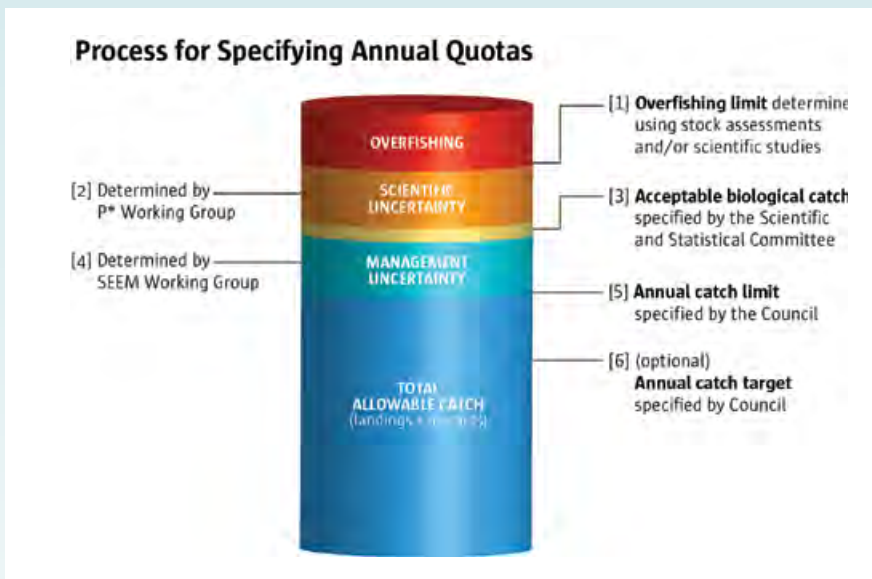 Process for Specifying Annual Quotas
OVERFISHING
SCIENTIFIC
UNCERTAINTY
MANAGEMENT
UNCERTAINTY
TOTAL
ALLOWABLE CATCH
(landings +
[2] Determined by
P* Working Group
[4] Determined by
SEEM Working Group
[1] Overfishing limit determine
using stock assessments
and/or scientific studies
[3] Acceptable biological catch
specified by the Scientific
and Statistical Committee
[5] Annual catch limit
specified by the Council
[6] (optional)
Annual catch target
specified by Council